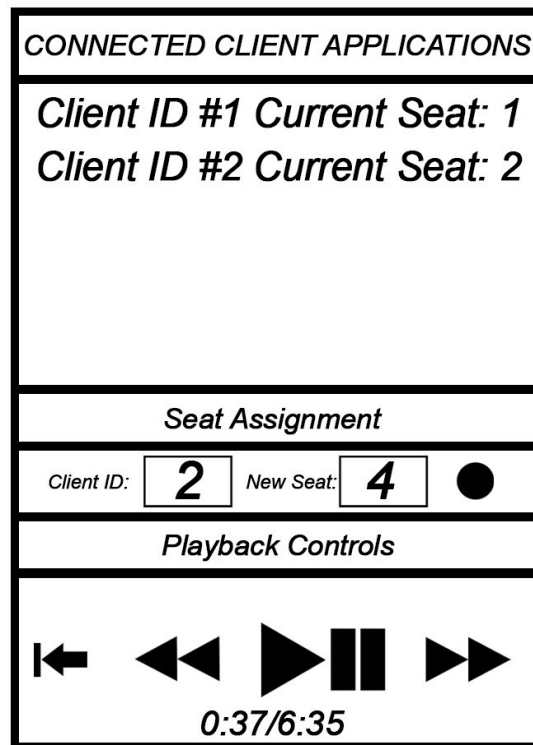 CONNECTED CLIENT APPLICATIONS
Client ID #1 Current Seat: 1
Client ID #2 Current Seat: 2
Seat Assignment
Client ID: 2 New Seat: 4
Playback Controls
0:37/6:35